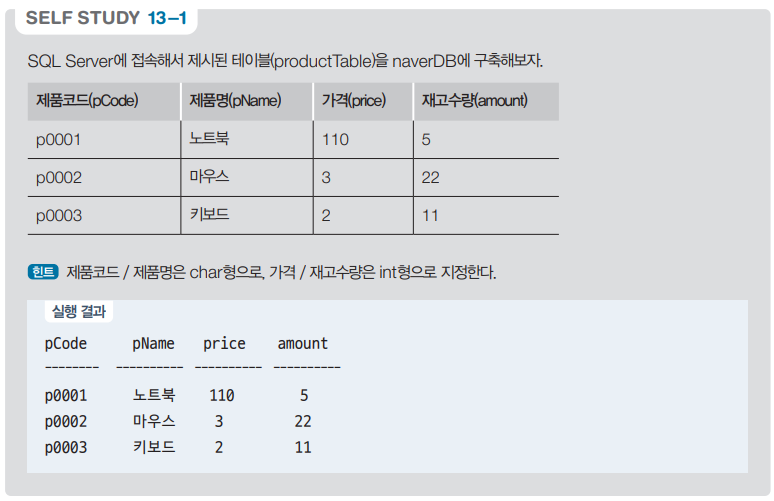 SELF STUDY 13-1
SQL Server에 접속해서 제시된 테이블(productTable)을 naverDB에 구축해보자.
제품코드(pCode) 제품명(pName) 가격(price) 재고수량(amount)
p0001 노트북 110 5
p0002 마우스 3 22
p0003 키보드 2 11
힌트 제품코드 / 제품명은 char형으로, 가격 / 재고수량은 int형으로 지정한다.
실행 결과
pCode pName price amount
-------- ---------- ---------- ----------
p0001 노트북 110 5
p0002 마우스 3 22
p0003 키보드 2 11